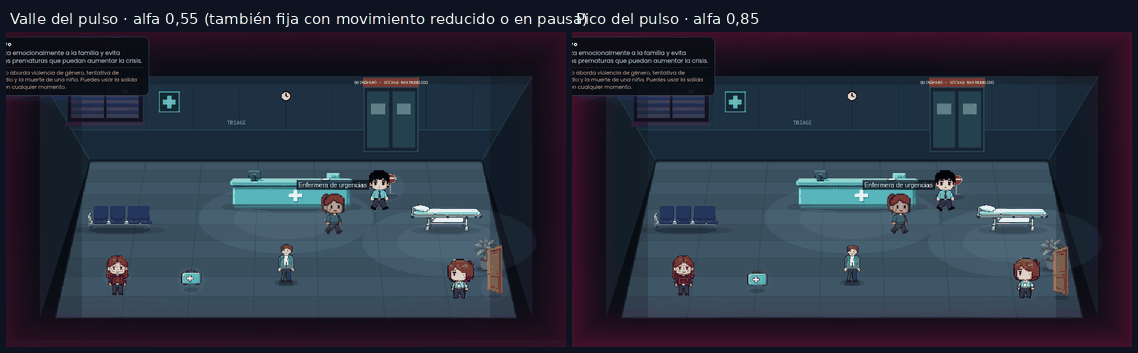 Valle del pulso · alfa 0,55 (también fija con movimiento reducido o en pausa)
Pico del pulso · alfa 0,85
emocionalmente a la familia y evita
prematuras que puedan aumentar la crisis.
aborda violencia de género, tentativa de
y la muerte de una niña. Puedes usar la salida
en cualquier momento.
TRIAGE
Enfermera de urgencias
emocionalmente a la familia y evita
prematuras que puedan aumentar la crisis.
aborda violencia de género, tentativa de
y la muerte de una niña. Puedes usar la salida
en cualquier momento.
TRIAGE
Enfermera de urgencias